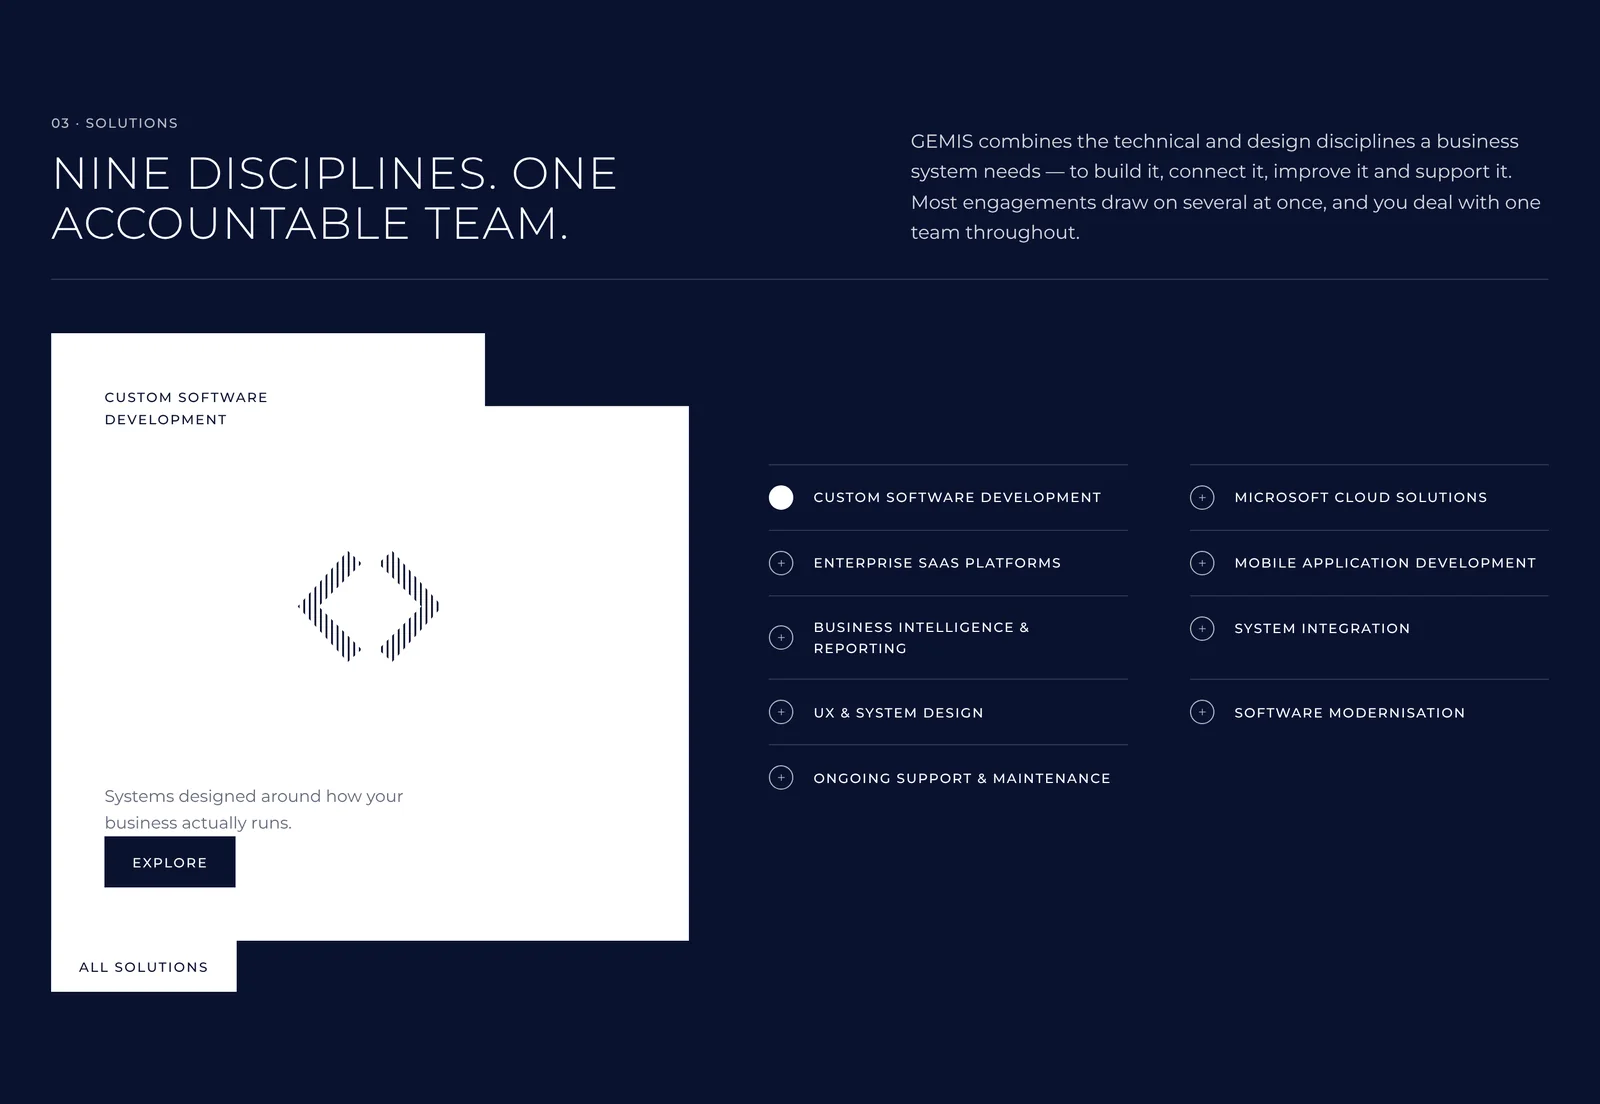 03 · SOLUTIONS
NINE DISCIPLINES. ONE
ACCOUNTABLE TEAM.
GEMIS combines the technical and design disciplines a business
system needs — to build it, connect it, improve it and support it.
Most engagements draw on several at once, and you deal with one
team throughout.
CUSTOM SOFTWARE
DEVELOPMENT
Systems designed around how your
business actually runs.
EXPLORE
ALL SOLUTIONS
CUSTOM SOFTWARE DEVELOPMENT
ENTERPRISE SAAS PLATFORMS
BUSINESS INTELLIGENCE &
REPORTING
UX & SYSTEM DESIGN
ONGOING SUPPORT & MAINTENANCE
MICROSOFT CLOUD SOLUTIONS
MOBILE APPLICATION DEVELOPMENT
SYSTEM INTEGRATION
SOFTWARE MODERNISATION